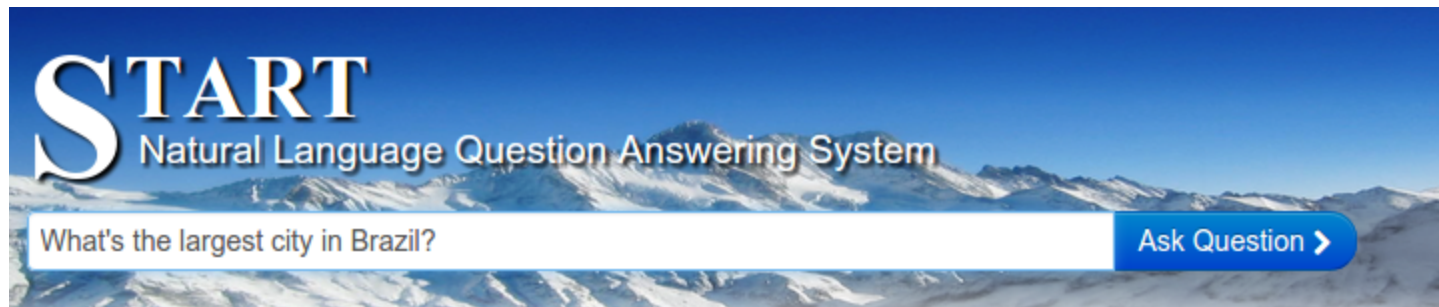 START
Natural Language Question Answering System
What's the largest city in Brazil?
Ask Question